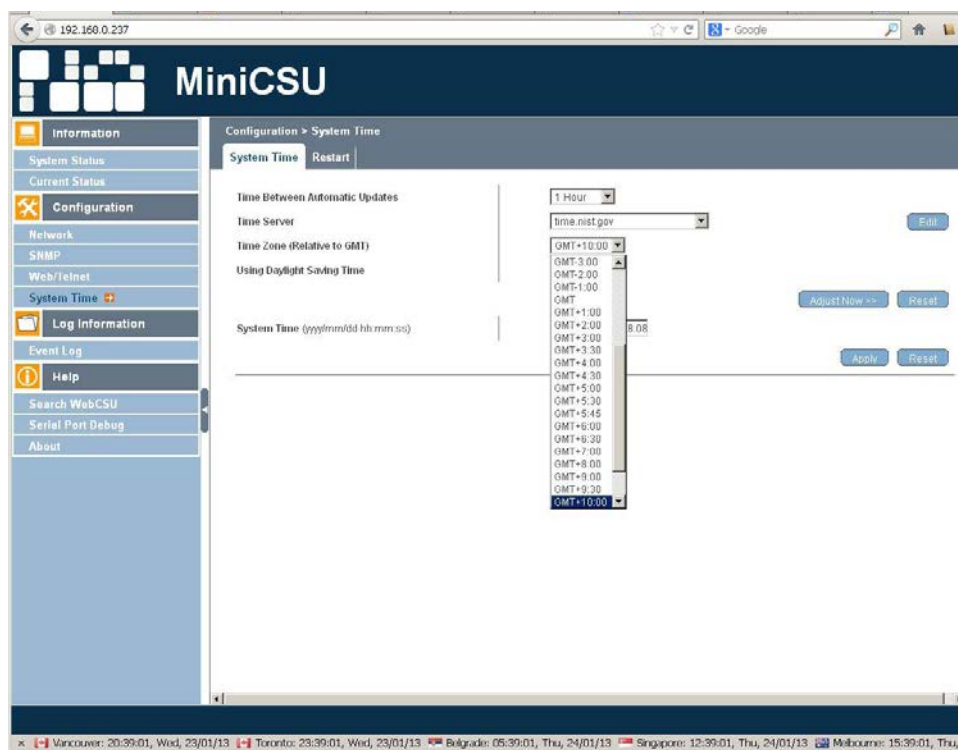 192.168.0.237
Google
MiniCSU
Information
System Status
Current Status
Configuration
Network
SNMP
Web/Telnet
System Time
Log Information
Event Log
Help
Search WebCSU
Serial Port Debug
About
Configuration > System Time
System Time Restart
Time Between Automatic Updates 1 Hour
Time Server time.nist.gov Edit
Time Zone (Relative to GMT) GMT+10:00
Using Daylight Saving Time
GMT-3:00
GMT-2:00
GMT-1:00
GMT
GMT+1:00
GMT+2:00
GMT+3:00
GMT+3:30
GMT+4:00
GMT+4:30
GMT+5:00
GMT+5:30
GMT+5:45
GMT+6:00
GMT+6:30
GMT+7:00
GMT+8:00
GMT+9:00
GMT+9:30
GMT+10:00
Adjust Now >> Reset
System Time (yyyy/mm/dd hh:mm:ss) 8:08
Apply Reset
× Vancouver: 20:39:01, Wed, 23/01/13 Toronto: 23:39:01, Wed, 23/01/13 Belgrade: 05:39:01, Thu, 24/01/13 Singapore: 12:39:01, Thu, 24/01/13 Melbourne: 15:39:01, Thu,